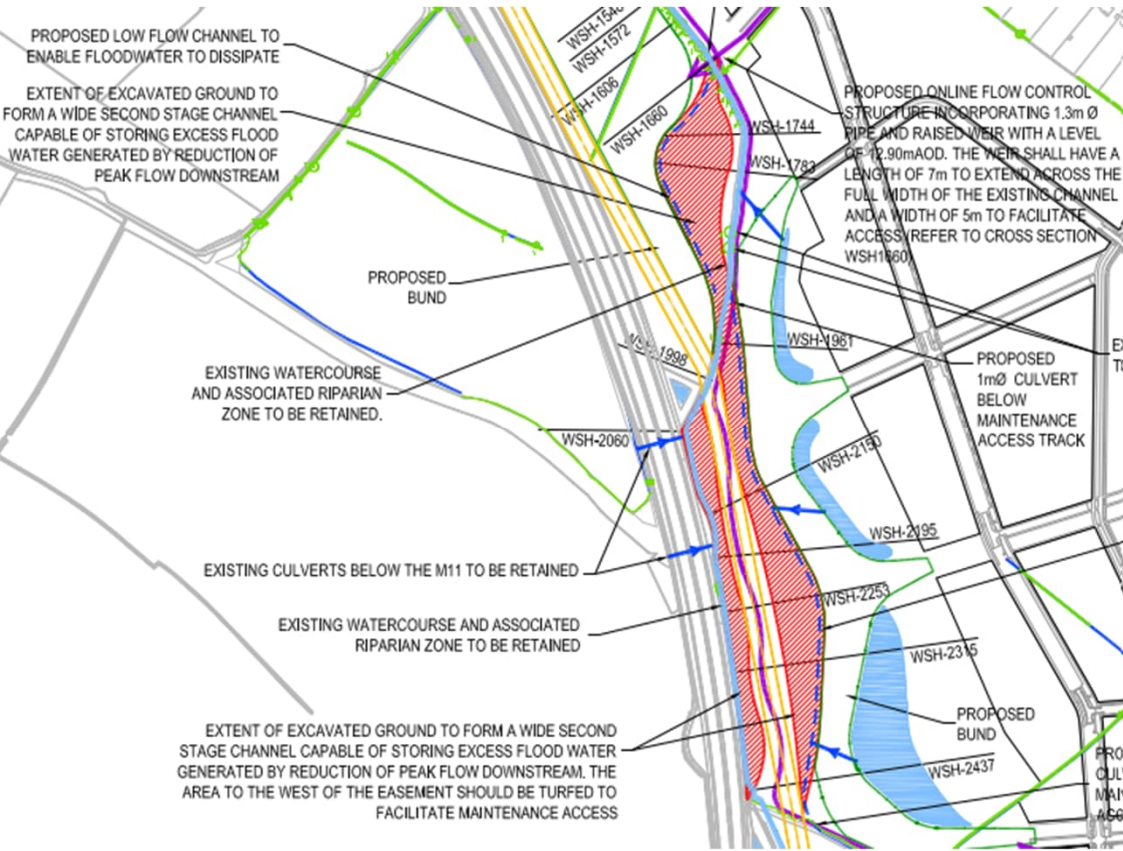 PROPOSED LOW FLOW CHANNEL TO
ENABLE FLOODWATER TO DISSIPATE
EXTENT OF EXCAVATED GROUND TO
FORM A WIDE SECOND STAGE CHANNEL
CAPABLE OF STORING EXCESS FLOOD
WATER GENERATED BY REDUCTION OF
PEAK FLOW DOWNSTREAM
WSH-1546
WSH-1572
WSH-1606
WSH-1660
WSH-1744
WSH-1783
PROPOSED ONLINE FLOW CONTROL
STRUCTURE INCORPORATING 1.3m Ø
PIPE AND RAISED WEIR WITH A LEVEL
OF 12.90mAOD. THE WEIR SHALL HAVE A
LENGTH OF 7m TO EXTEND ACROSS THE
FULL WIDTH OF THE EXISTING CHANNEL
AND A WIDTH OF 5m TO FACILITATE
ACCESS (REFER TO CROSS SECTION
WSH1660)
PROPOSED
BUND
WSH-1961
WSH-1998
EXISTING WATERCOURSE
AND ASSOCIATED RIPARIAN
ZONE TO BE RETAINED.
PROPOSED
1mØ CULVERT
BELOW
MAINTENANCE
ACCESS TRACK
WSH-2060
WSH-2150
WSH-2195
EXISTING CULVERTS BELOW THE M11 TO BE RETAINED
WSH-2253
EXISTING WATERCOURSE AND ASSOCIATED
RIPARIAN ZONE TO BE RETAINED
WSH-2315
PROPOSED
BUND
EXTENT OF EXCAVATED GROUND TO FORM A WIDE SECOND
STAGE CHANNEL CAPABLE OF STORING EXCESS FLOOD WATER
GENERATED BY REDUCTION OF PEAK FLOW DOWNSTREAM. THE
AREA TO THE WEST OF THE EASEMENT SHOULD BE TURFED TO
FACILITATE MAINTENANCE ACCESS
WSH-2437